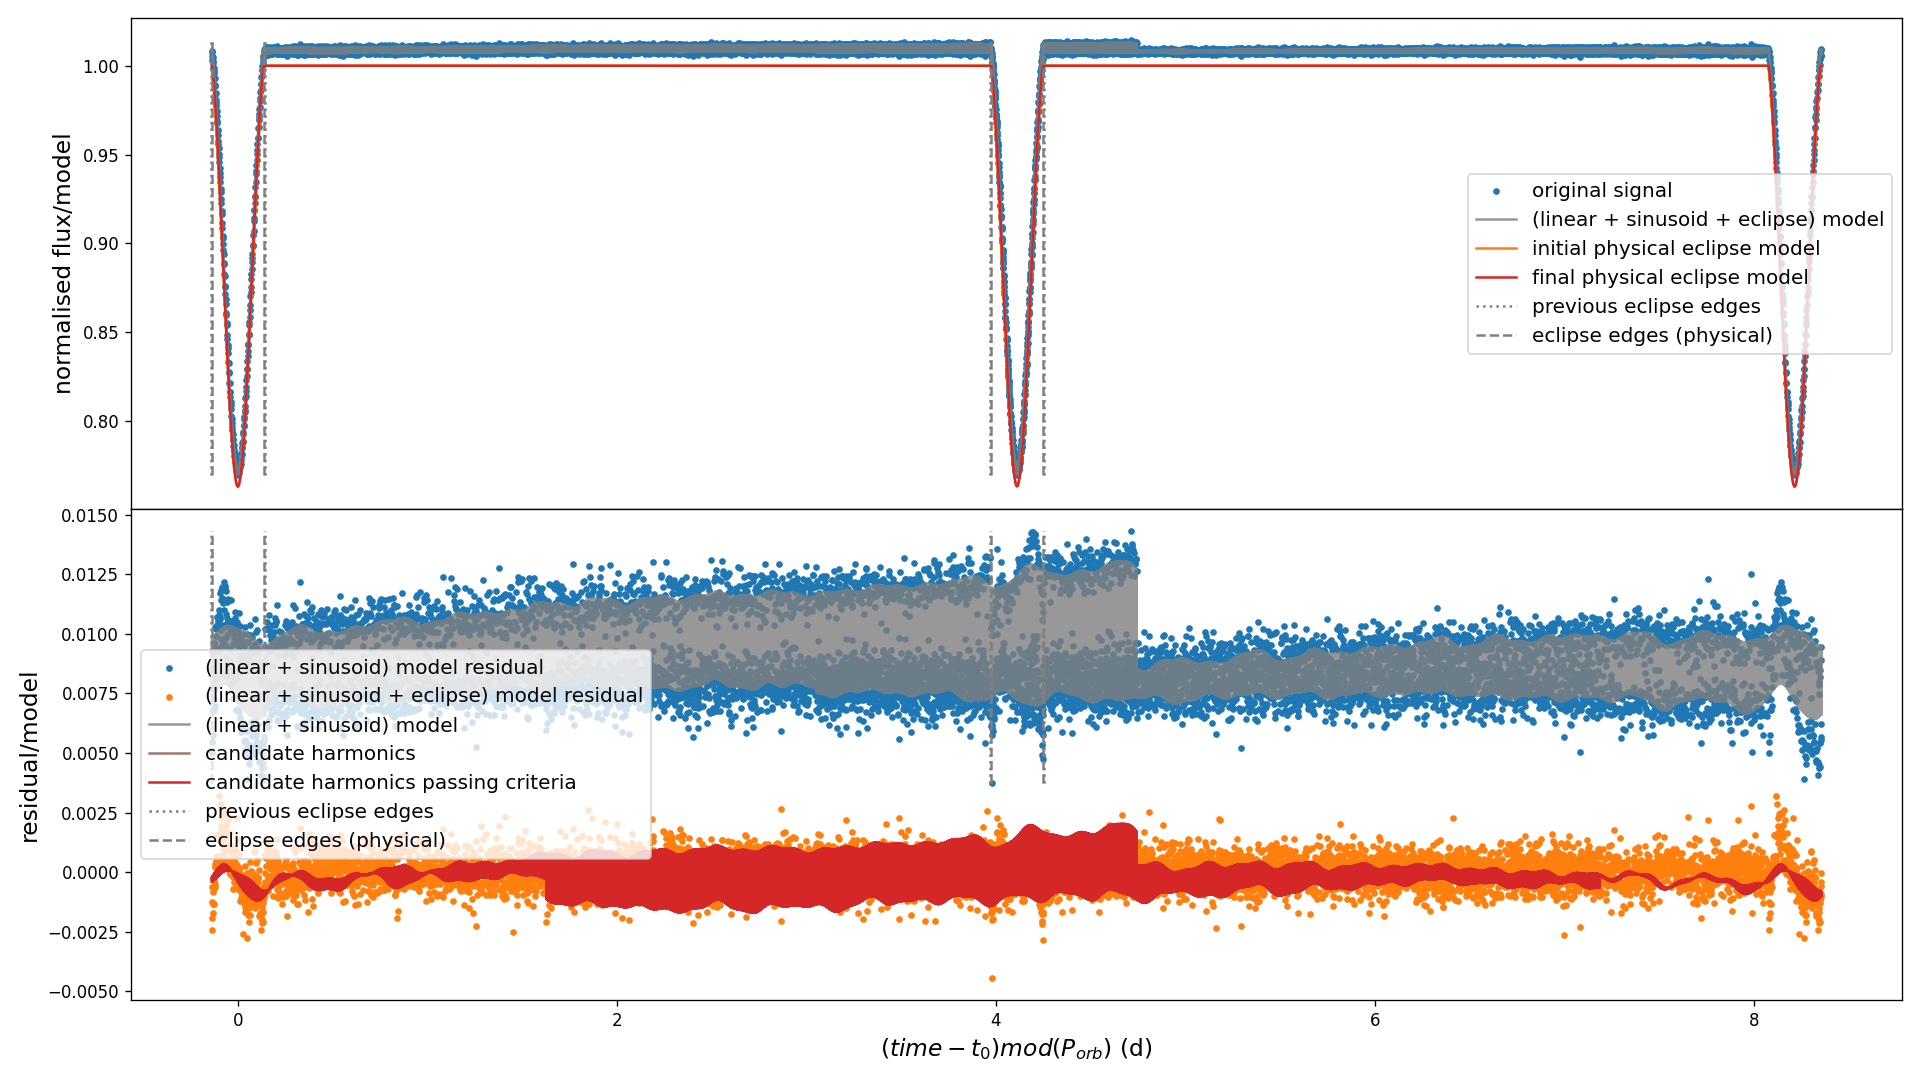 normalised flux/model
1.00
0.95
0.90
0.85
0.80
original signal
(linear + sinusoid + eclipse) model
initial physical eclipse model
final physical eclipse model
previous eclipse edges
eclipse edges (physical)
residual/model
0.0150
0.0125
0.0100
0.0075
0.0050
0.0025
0.0000
−0.0025
−0.0050
(linear + sinusoid) model residual
(linear + sinusoid + eclipse) model residual
(linear + sinusoid) model
candidate harmonics
candidate harmonics passing criteria
previous eclipse edges
eclipse edges (physical)
0 2 4 6 8
(time − t₀)mod(P_orb) (d)